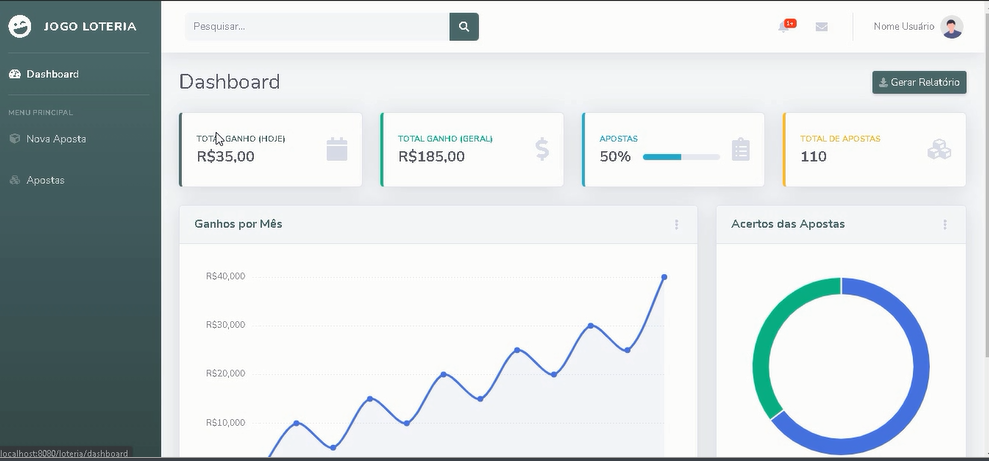 JOGO LOTERIA
Pesquisar...
1+
Nome Usuário
Dashboard
MENU PRINCIPAL
Nova Aposta
Apostas
Dashboard
Gerar Relatório
TOTAL GANHO (HOJE)
R$35,00
TOTAL GANHO (GERAL)
R$185,00
APOSTAS
50%
TOTAL DE APOSTAS
110
Ganhos por Mês
R$40,000
R$30,000
R$20,000
R$10,000
Acertos das Apostas
localhost:8080/loteria/dashboard